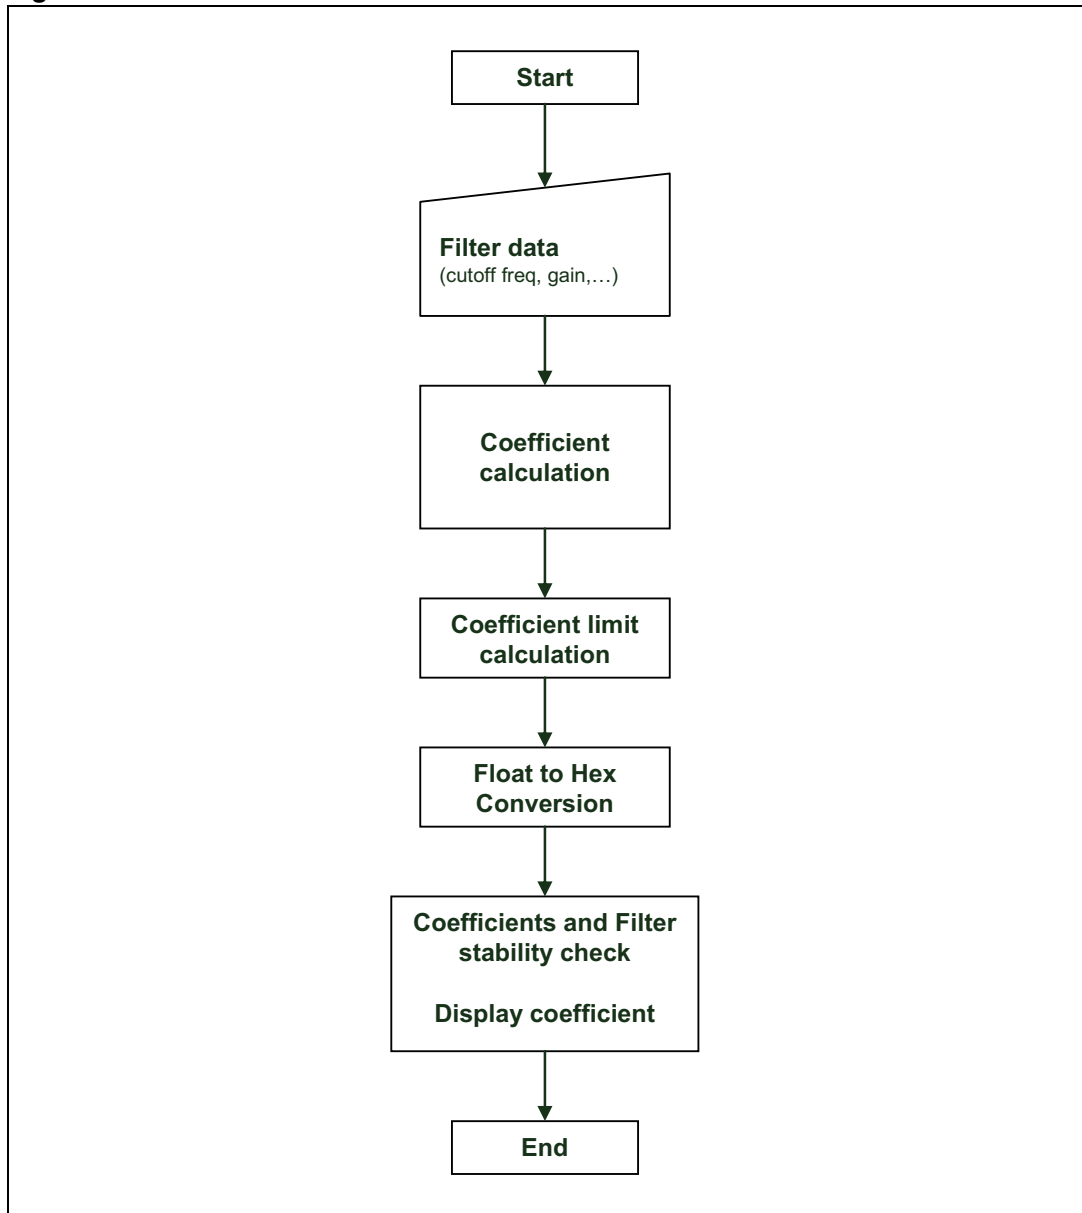 Start
Filter data
(cutoff freq, gain,…)
Coefficient
calculation
Coefficient limit
calculation
Float to Hex
Conversion
Coefficients and Filter
stability check
Display coefficient
End